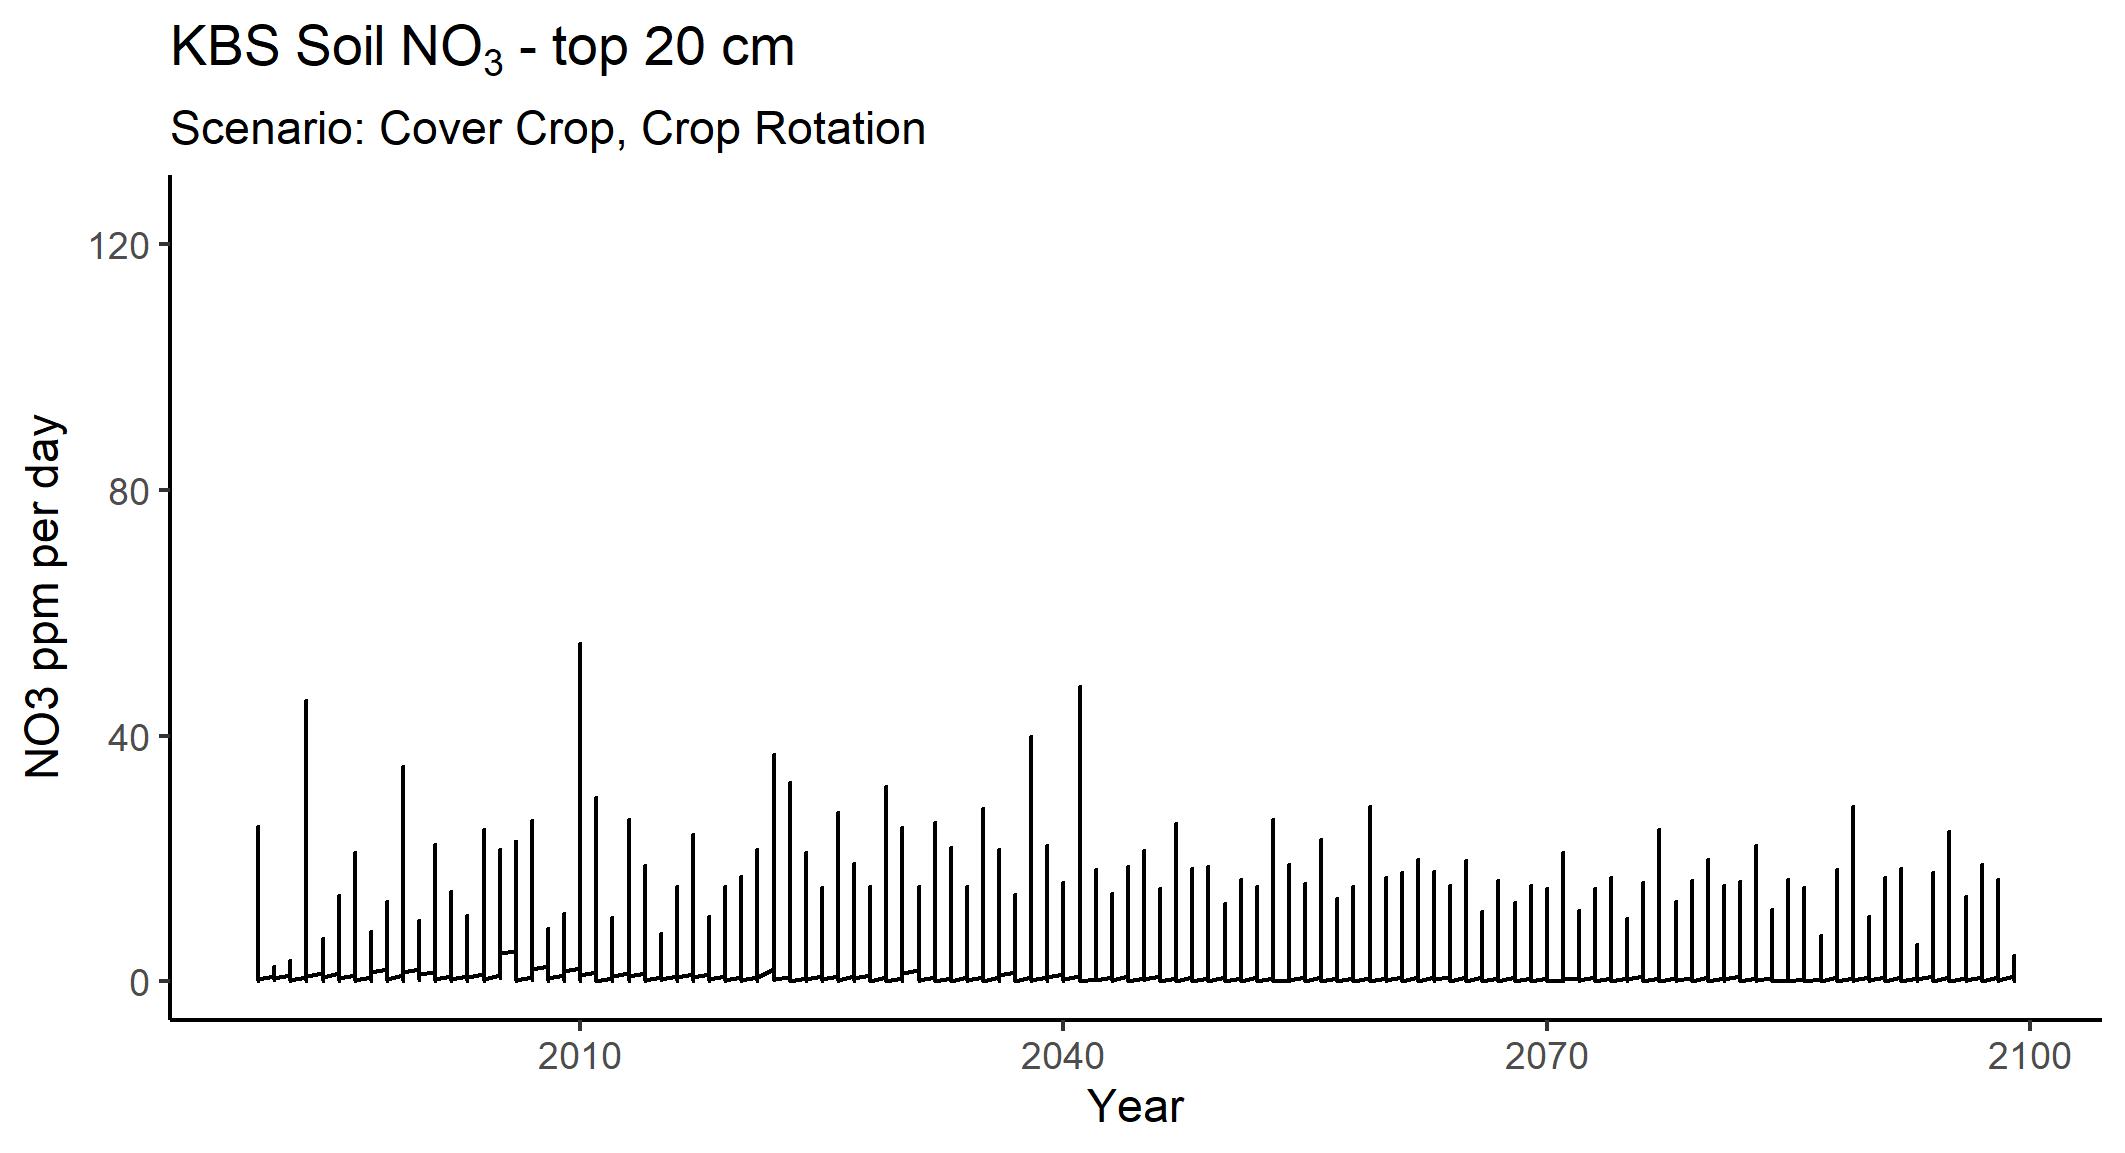 KBS Soil NO₃ - top 20 cm
Scenario: Cover Crop, Crop Rotation
NO3 ppm per day
120
80
40
0
2010 2040 2070 2100
Year